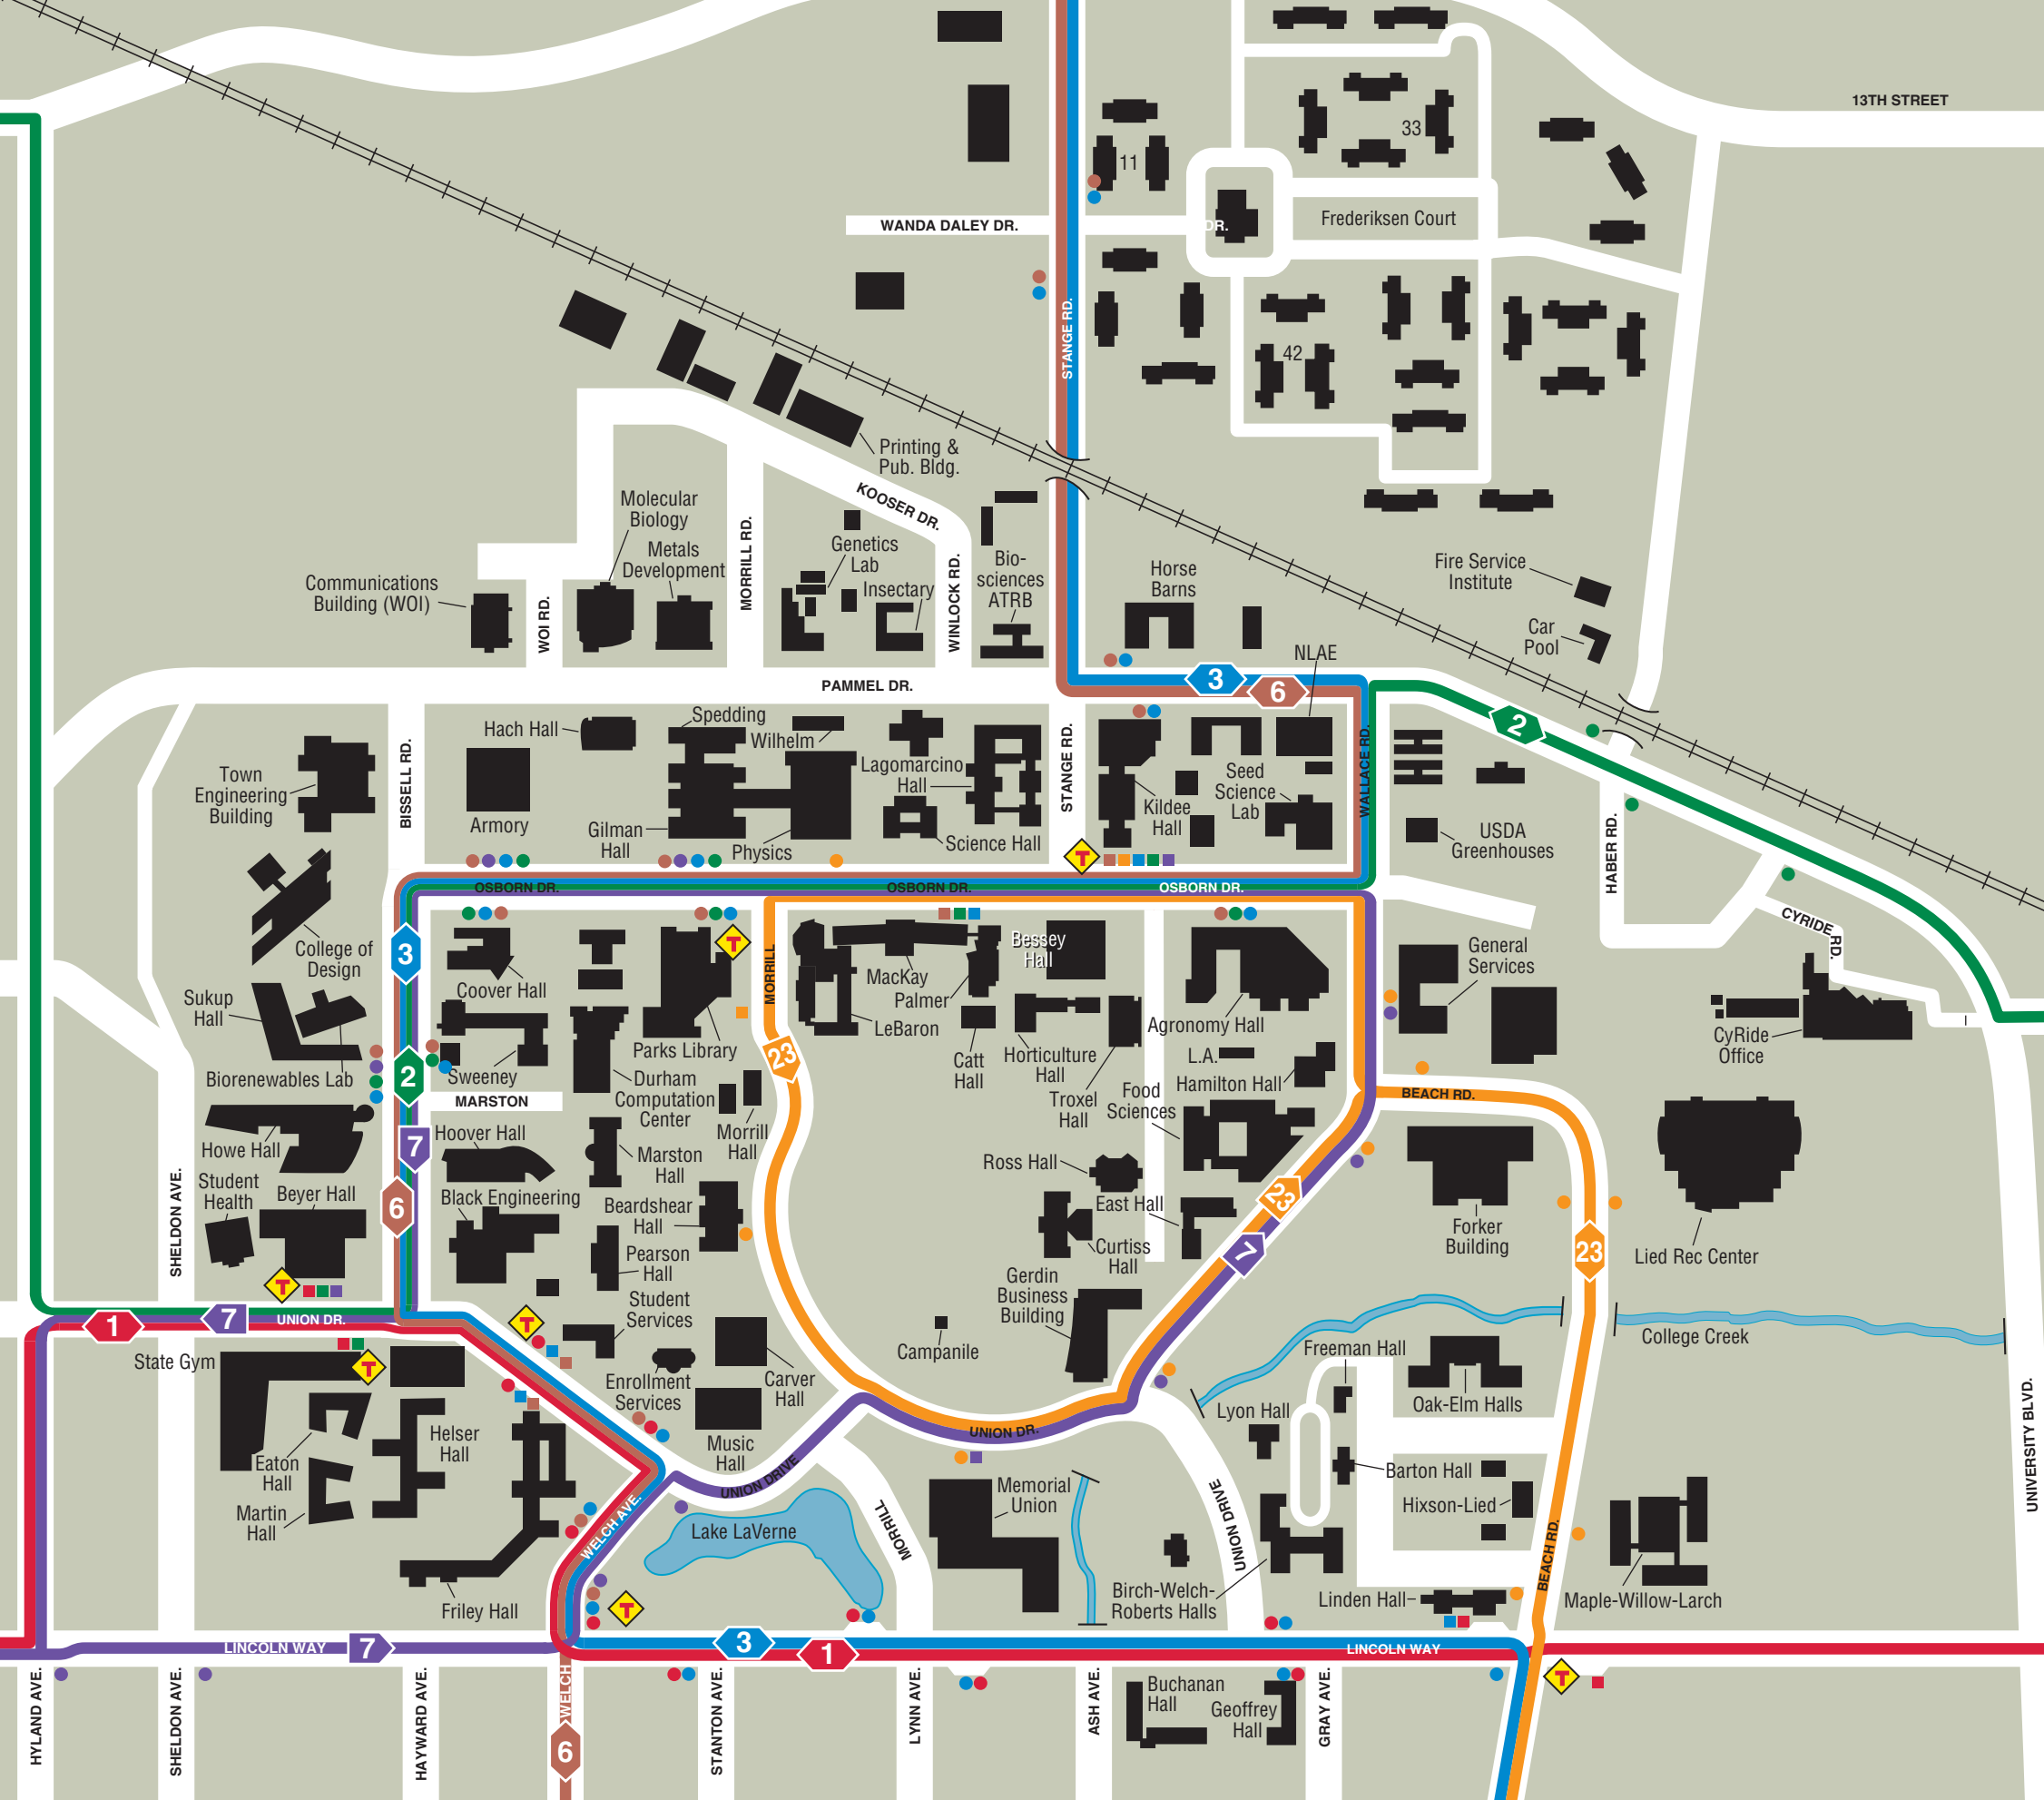 13TH STREET
33
11
WANDA DALEY DR.
DR.
Frederiksen Court
STANGE RD.
42
Printing &
Pub. Bldg.
KOOSER DR.
Molecular
Biology
Metals
Development
MORRILL RD.
Genetics
Lab
Insectary
WINLOCK RD.
Bio-
sciences
ATRB
Horse
Barns
Fire Service
Institute
Communications
Building (WOI)
WOI RD.
Car
Pool
NLAE
PAMMEL DR.
3
6
2
Hach Hall
Spedding
Wilhelm
Town
Engineering
Building
BISSELL RD.
Armory
Gilman
Hall
Physics
Lagomarcino
Hall
Science Hall
STANGE RD.
Kildee
Hall
Seed
Science
Lab
WALLACE RD.
USDA
Greenhouses
HABER RD.
T
OSBORN DR.
OSBORN DR.
OSBORN DR.
CYRIDE RD.
College of
Design
3
Coover Hall
T
MORRILL
MacKay
Palmer
LeBaron
Bessey
Hall
General
Services
Sukup
Hall
Biorenewables Lab
2
Sweeney
Parks Library
Durham
Computation
Center
23
Catt
Hall
Horticulture
Hall
Troxel
Hall
Agronomy Hall
L.A.
Hamilton Hall
Food
Sciences
CyRide
Office
MARSTON
BEACH RD.
Howe Hall
7
Hoover Hall
Marston
Hall
Morrill
Hall
Ross Hall
East Hall
Student
Health
Beyer Hall
SHELDON AVE.
6
Black Engineering
Beardshear
Hall
Pearson
Hall
Curtiss
Hall
23
7
Forker
Building
23
Lied Rec Center
T
Gerdin
Business
Building
Student
Services
1
7
UNION DR.
T
Campanile
Freeman Hall
College Creek
State Gym
T
Enrollment
Services
Carver
Hall
Oak-Elm Halls
Lyon Hall
Helser
Hall
Eaton
Hall
Martin
Hall
Music
Hall
UNION DR.
UNION DRIVE
Memorial
Union
UNION DRIVE
Barton Hall
Hixson-Lied
UNIVERSITY BLVD.
WELCH AVE.
Lake LaVerne
MORRILL
BEACH RD.
Friley Hall
T
Birch-Welch-
Roberts Halls
Linden Hall
Maple-Willow-Larch
LINCOLN WAY
7
3
1
LINCOLN WAY
T
HYLAND AVE.
SHELDON AVE.
HAYWARD AVE.
WELCH
6
STANTON AVE.
LYNN AVE.
ASH AVE.
Buchanan
Hall
Geoffrey
Hall
GRAY AVE.